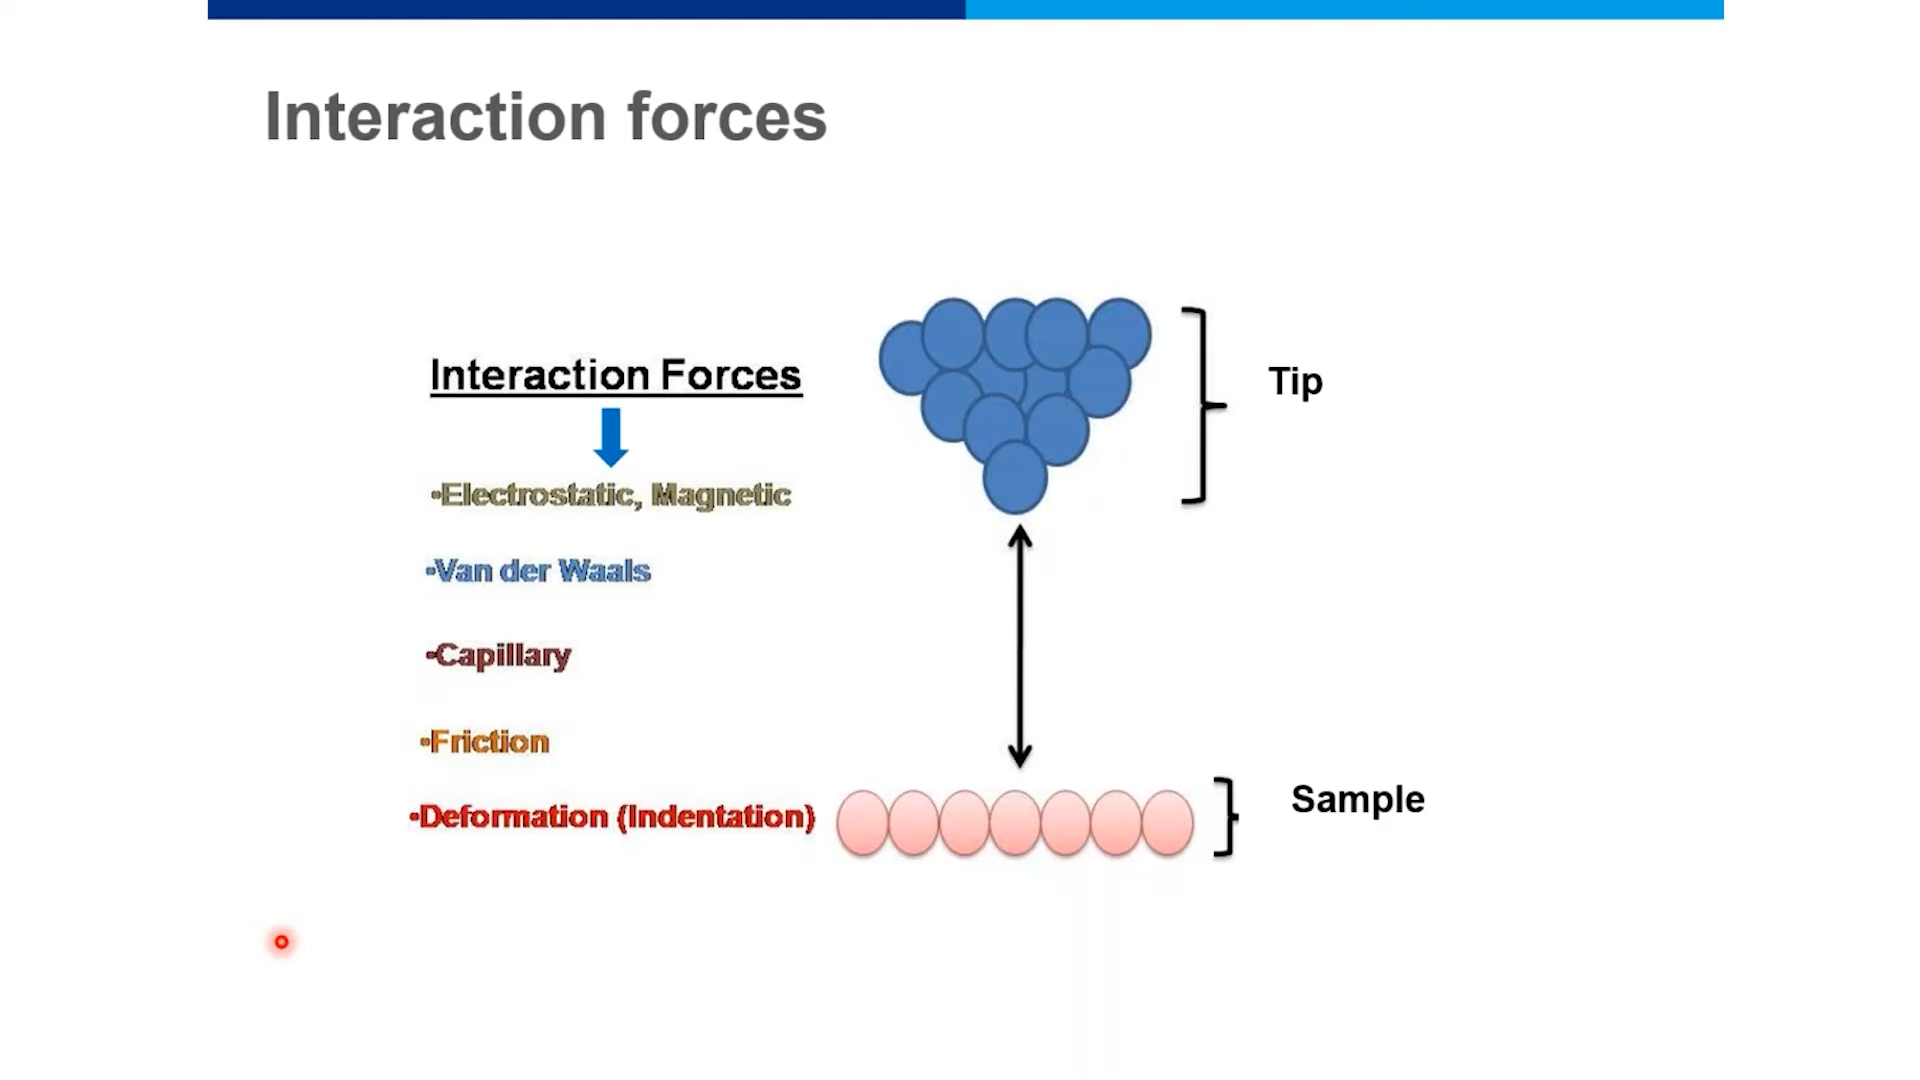 Interaction forces
Interaction Forces
•Electrostatic, Magnetic
•Van der Waals
•Capillary
•Friction
•Deformation (Indentation)
Tip
Sample